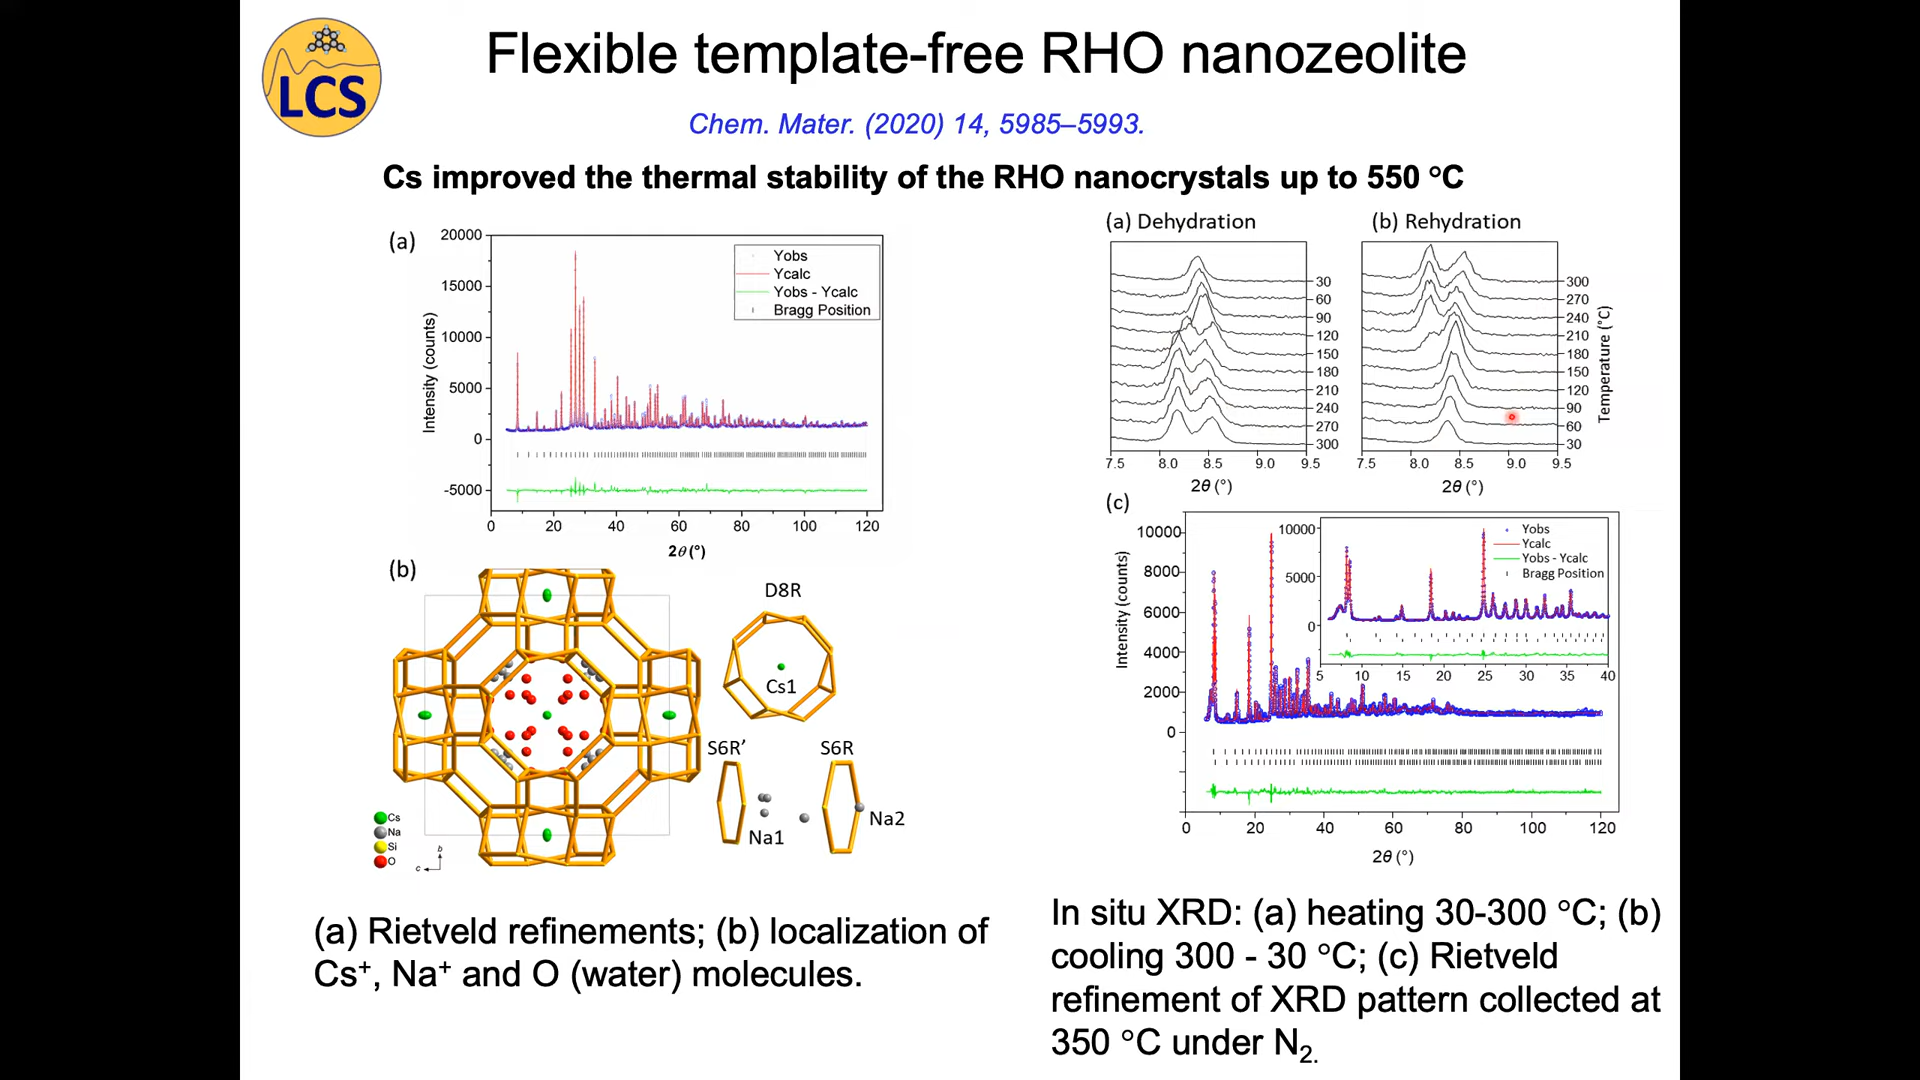 LCS
Flexible template-free RHO nanozeolite
Chem. Mater. (2020) 14, 5985–5993.
Cs improved the thermal stability of the RHO nanocrystals up to 550 °C
(a)
20000
15000
10000
5000
0
-5000
Intensity (counts)
Yobs
Ycalc
Yobs - Ycalc
Bragg Position
0 20 40 60 80 100 120
2θ (°)
(b)
D8R
Cs1
S6R’ S6R
Na1
Na2
Cs
Na
Si
O
b
c
(a) Rietveld refinements; (b) localization of
Cs⁺, Na⁺ and O (water) molecules.
(a) Dehydration
30
60
90
120
150
180
210
240
270
300
7.5 8.0 8.5 9.0 9.5
2θ (°)
(b) Rehydration
300
270
240
210
180
150
120
90
60
30
Temperature (°C)
7.5 8.0 8.5 9.0 9.5
2θ (°)
(c)
10000
8000
6000
4000
2000
0
Intensity (counts)
10000
5000
0
Yobs
Ycalc
Yobs - Ycalc
Bragg Position
5 10 15 20 25 30 35 40
0 20 40 60 80 100 120
2θ (°)
In situ XRD: (a) heating 30-300 °C; (b)
cooling 300 - 30 °C; (c) Rietveld
refinement of XRD pattern collected at
350 °C under N₂.